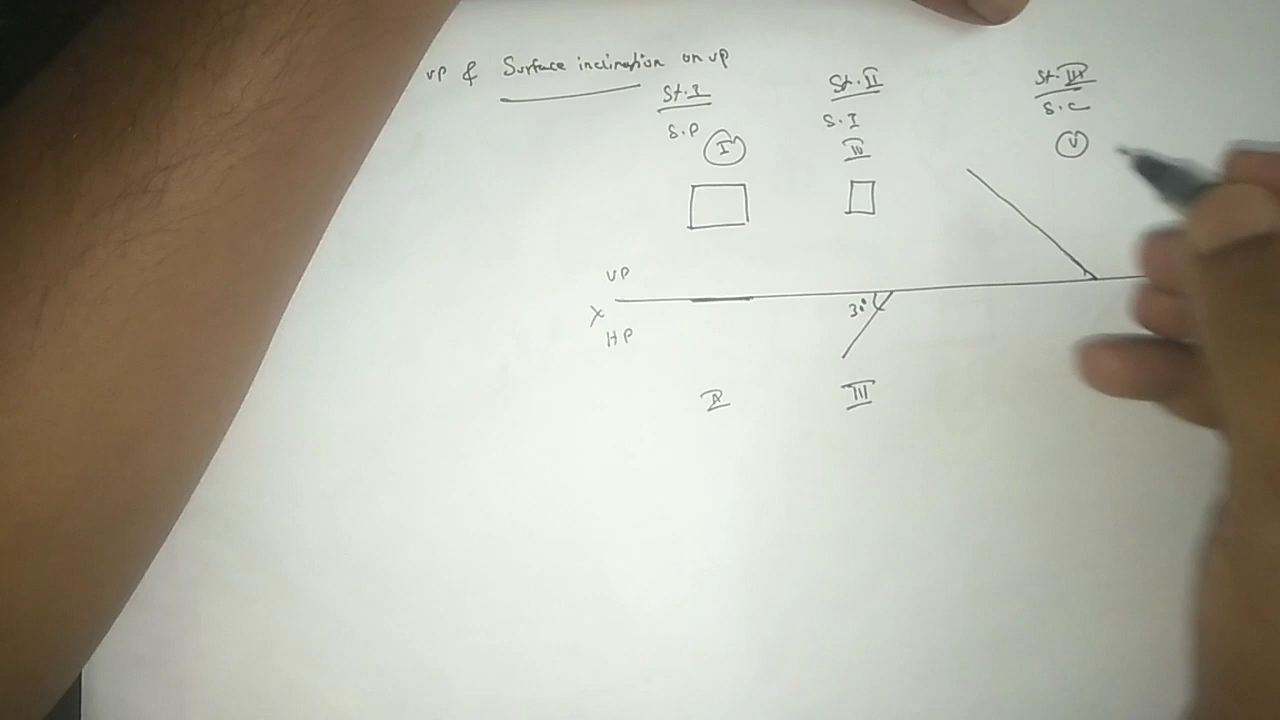 VP & Surface inclination on VP
St. I St. II St. III
S.P S.I S.C
I IV V
VP
X 30°
HP
II III